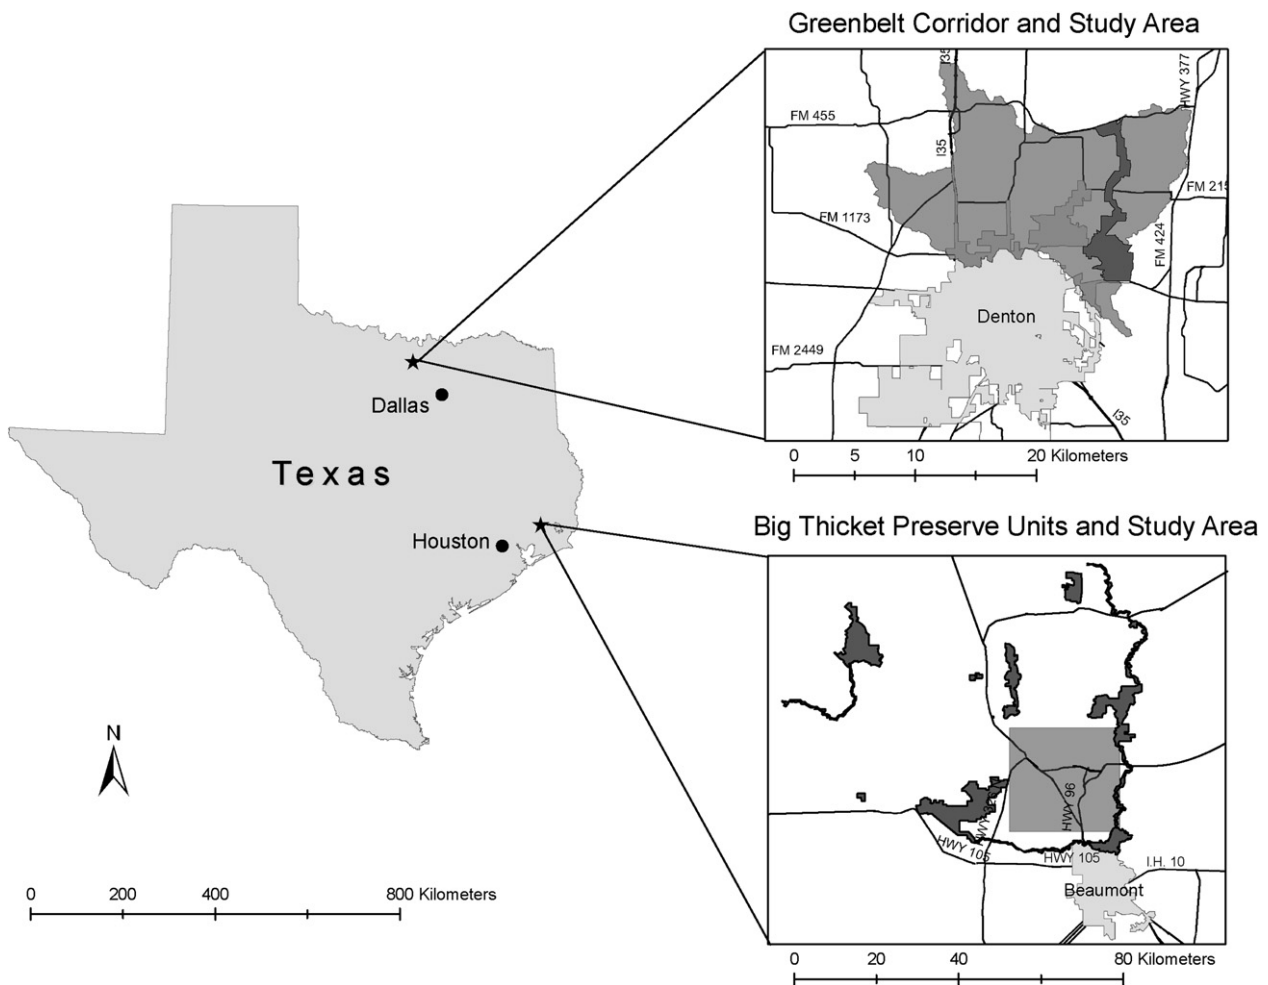 Greenbelt Corridor and Study Area
I35
HWY 377
FM 455
I35
FM 215
FM 1173
FM 424
Denton
FM 2449
I35
0 5 10 20 Kilometers
Dallas
Texas
Houston
N
0 200 400 800 Kilometers
Big Thicket Preserve Units and Study Area
HWY 96
HWY 105
HWY 105
I.H. 10
Beaumont
0 20 40 80 Kilometers